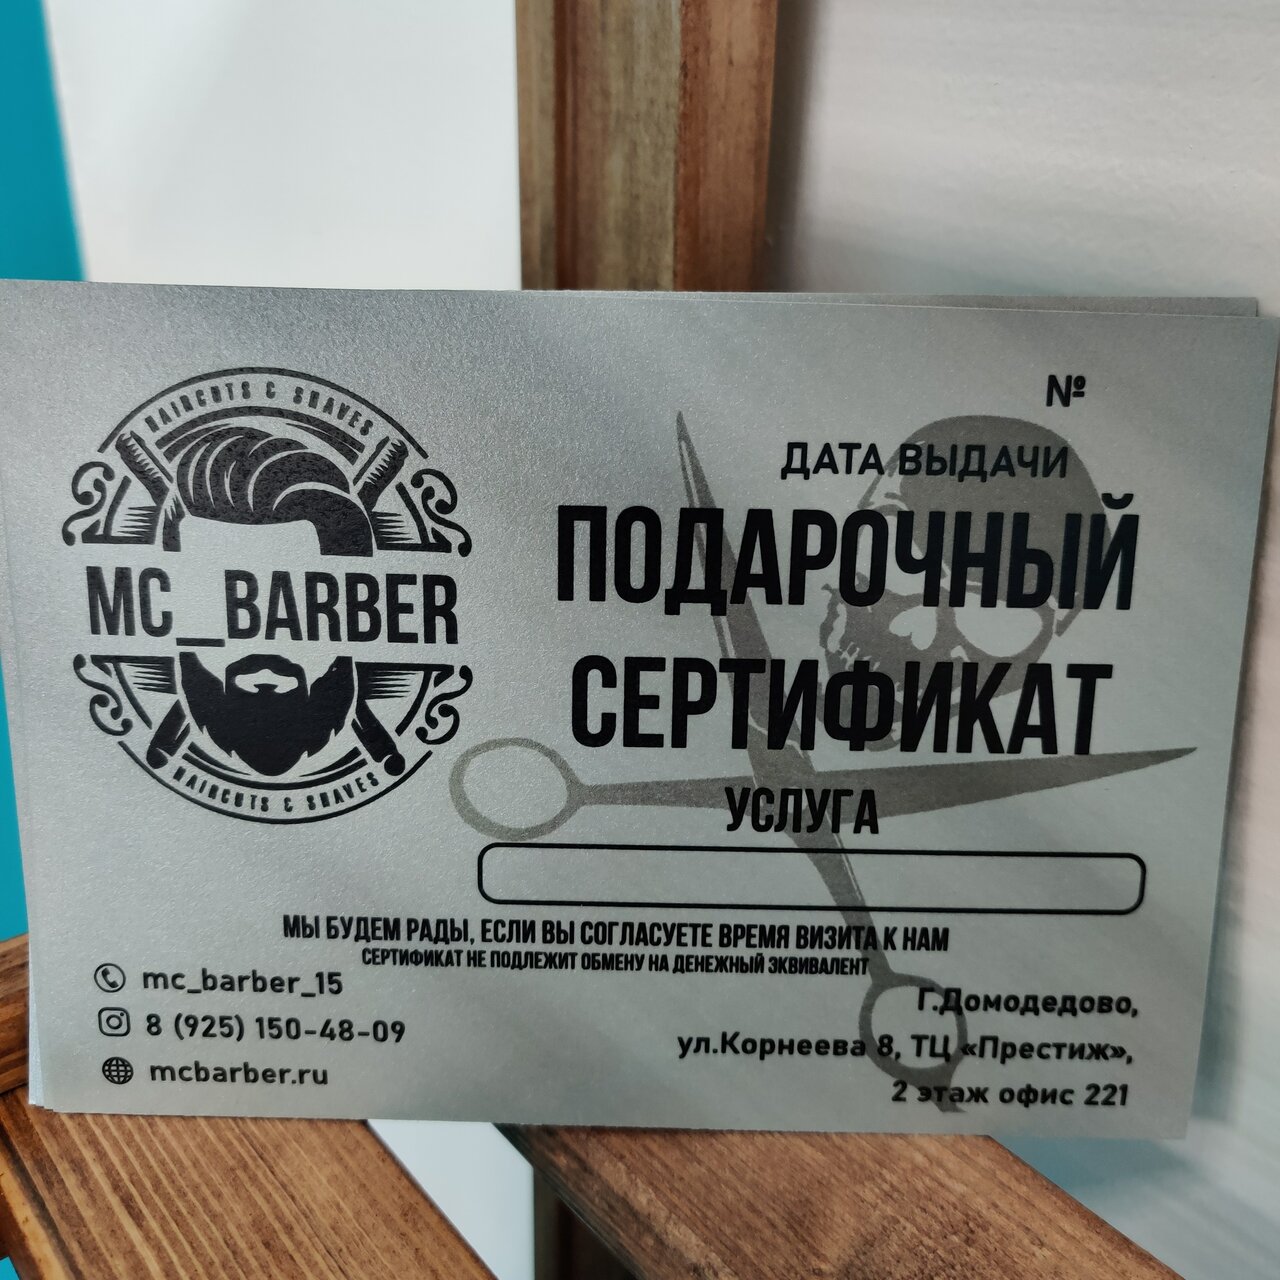 HAIRCUTS & SHAVES
MC_BARBER
HAIRCUTS & SHAVES
№
ДАТА ВЫДАЧИ
ПОДАРОЧНЫЙ
СЕРТИФИКАТ
УСЛУГА
МЫ БУДЕМ РАДЫ, ЕСЛИ ВЫ СОГЛАСУЕТЕ ВРЕМЯ ВИЗИТА К НАМ
СЕРТИФИКАТ НЕ ПОДЛЕЖИТ ОБМЕНУ НА ДЕНЕЖНЫЙ ЭКВИВАЛЕНТ
mc_barber_15
8 (925) 150-48-09
mcbarber.ru
Г.Домодедово,
ул.Корнеева 8, ТЦ «Престиж»,
2 этаж офис 221